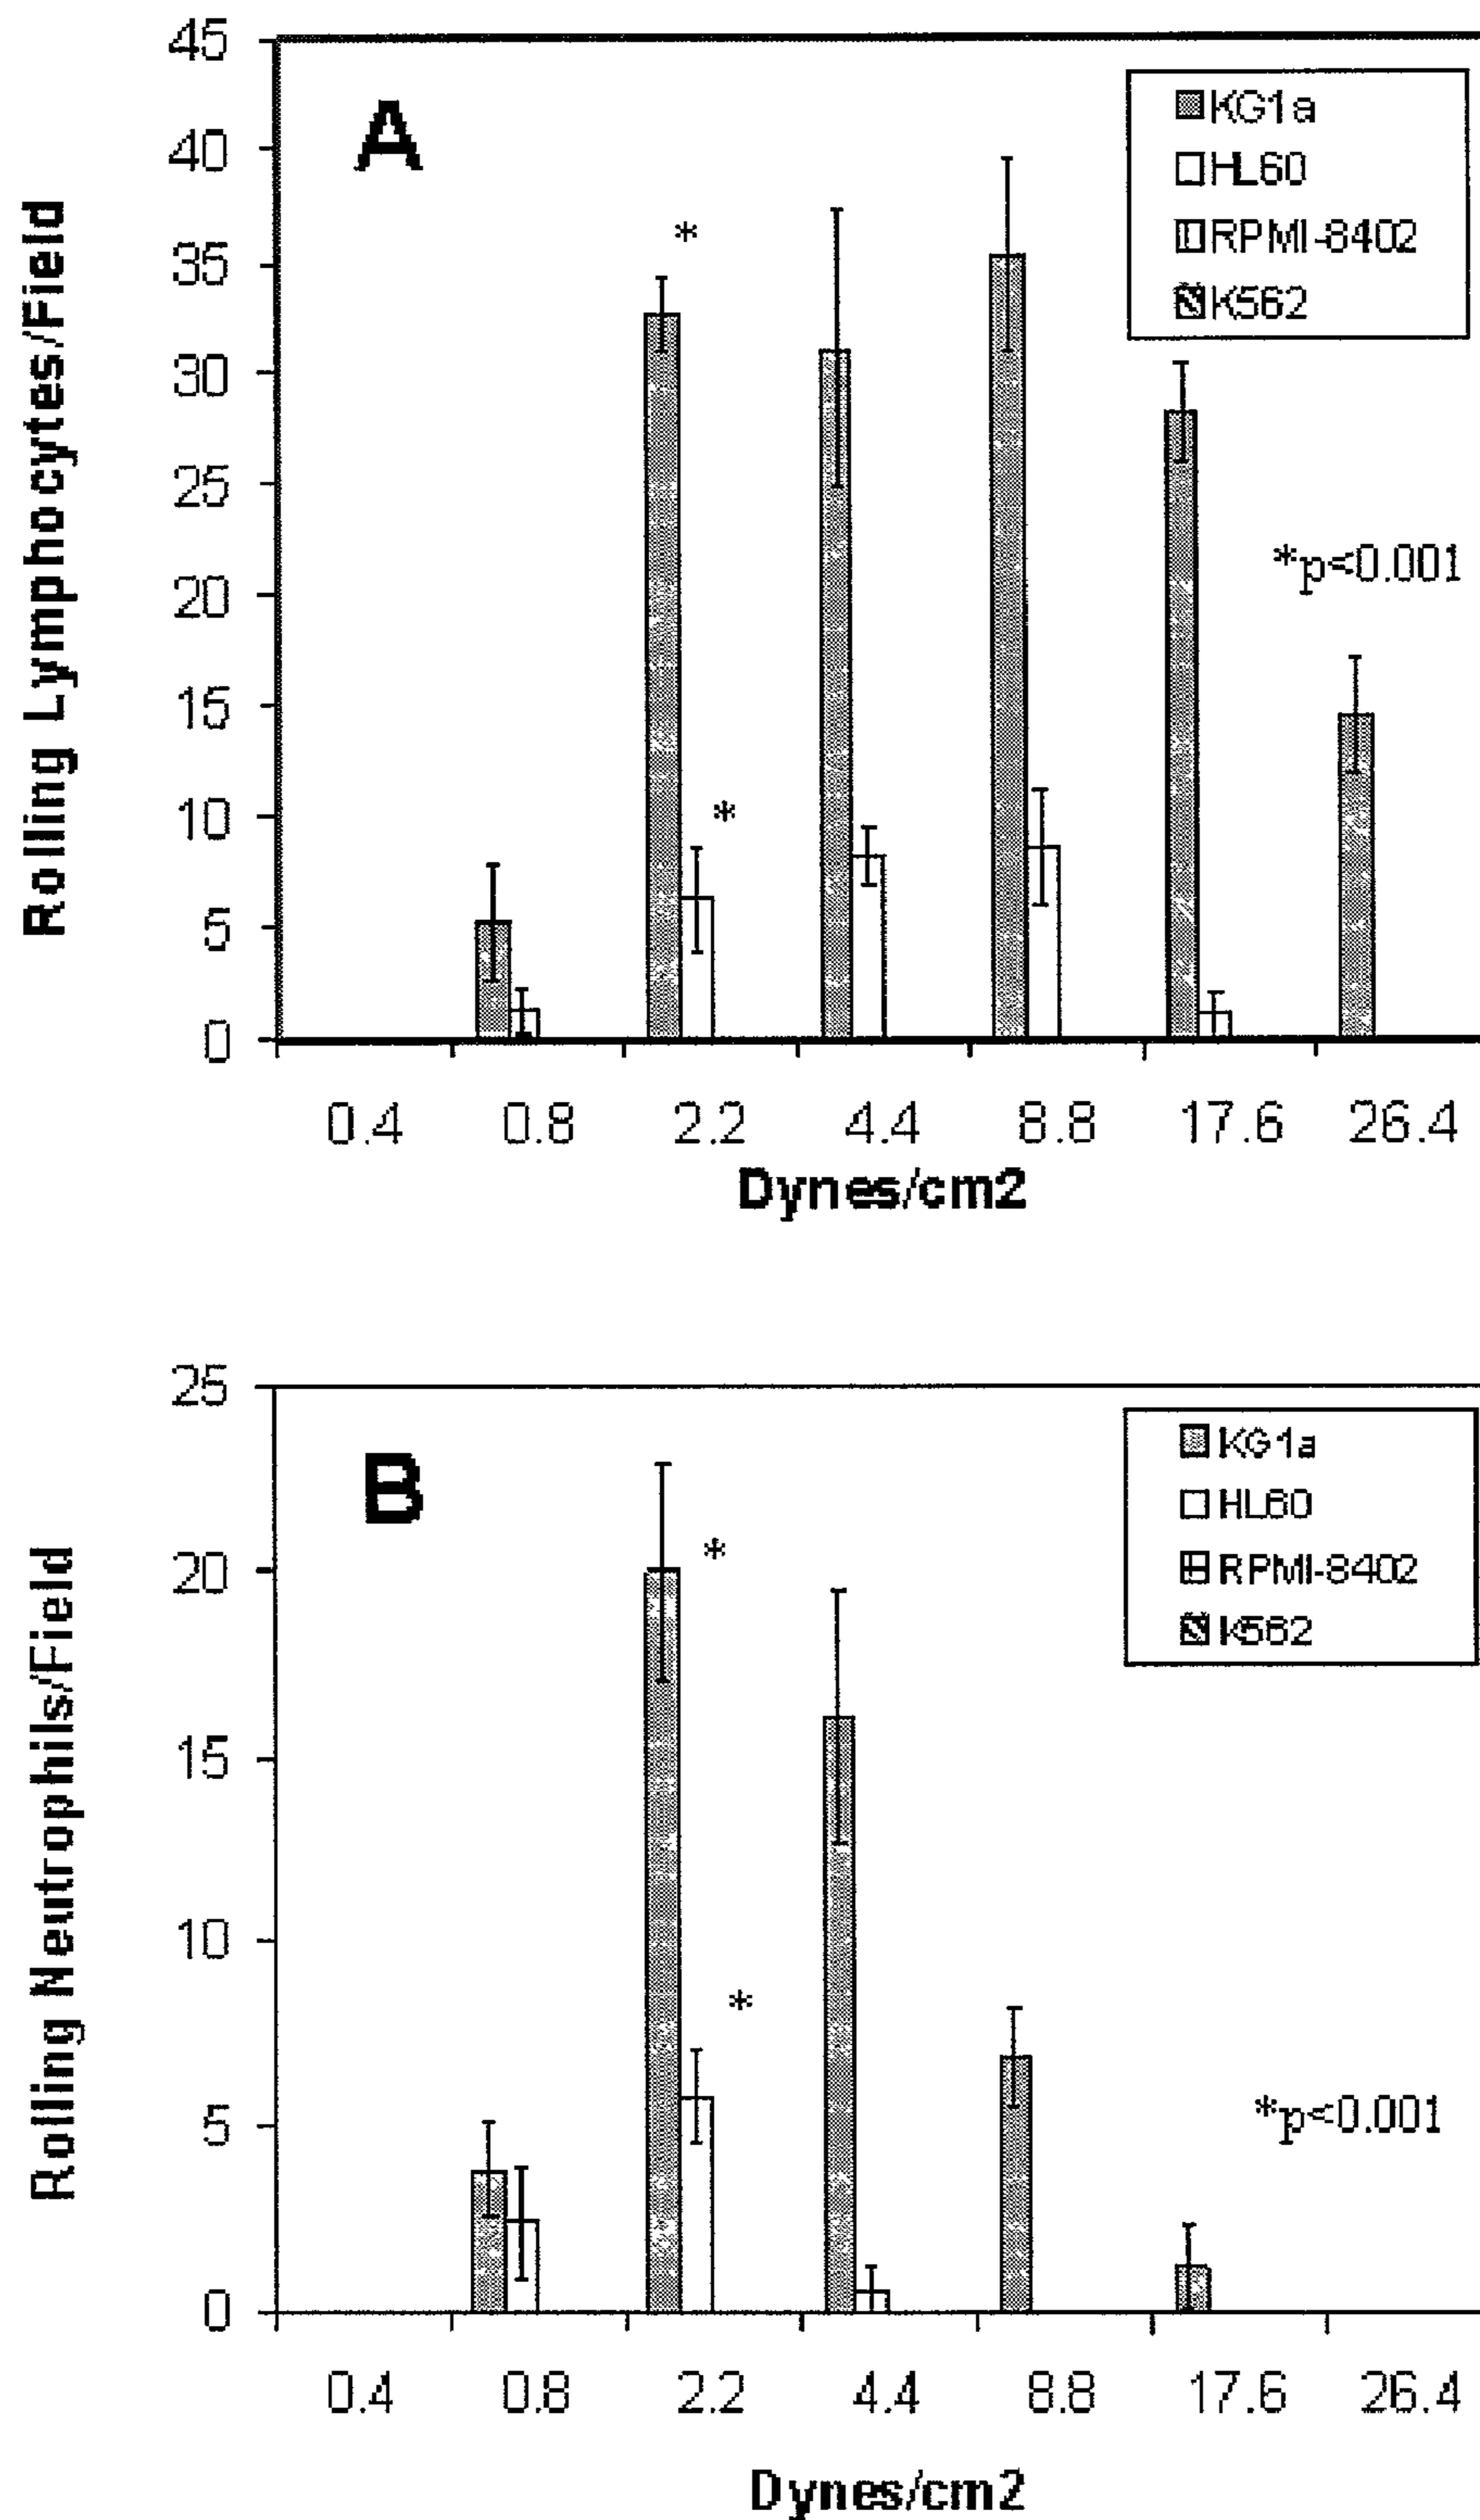 A
Rolling Lymphocytes/Field
45
40
35
30
25
20
15
10
5
0
KG1a
HL60
RPMI-8402
K562
*
*
*p<0.001
0.4 0.8 2.2 4.4 8.8 17.6 26.4
Dynes/cm2
B
Rolling Neutrophils/Field
25
20
15
10
5
0
KG1a
HL60
RPMI-8402
K562
*
*
*p<0.001
0.4 0.8 2.2 4.4 8.8 17.6 26.4
Dynes/cm2